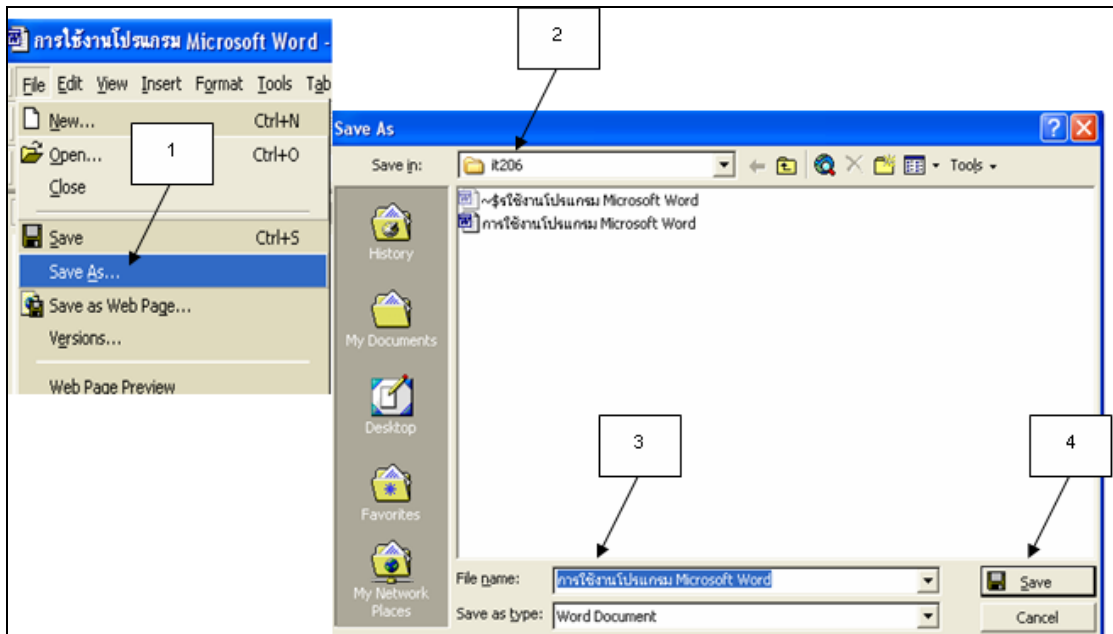 การใช้งานโปรแกรม Microsoft Word -
File Edit View Insert Format Tools Tab
New... Ctrl+N
Open... Ctrl+O
Close
Save Ctrl+S
Save As...
Save as Web Page...
Versions...
Web Page Preview
1
2
Save As
Save in: it206 Tools
~$รใช้งานโปรแกรม Microsoft Word
การใช้งานโปรแกรม Microsoft Word
History
My Documents
Desktop
Favorites
My Network
Places
3
4
File name: การใช้งานโปรแกรม Microsoft Word Save
Save as type: Word Document Cancel